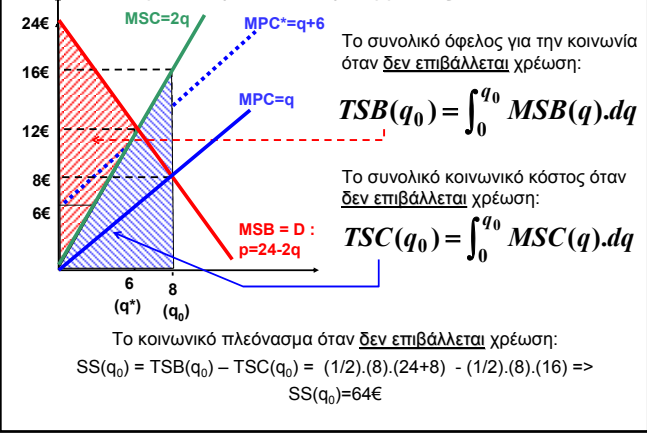 24€
MSC=2q
MPC*=q+6
16€
MPC=q
12€
8€
6€
MSB = D :
p=24-2q
6
(q*)
8
(q₀)
Το συνολικό όφελος για την κοινωνία
όταν δεν επιβάλλεται χρέωση:
TSB(q₀) = ∫₀^q₀ MSB(q).dq
Το συνολικό κοινωνικό κόστος όταν
δεν επιβάλλεται χρέωση:
TSC(q₀) = ∫₀^q₀ MSC(q).dq
Το κοινωνικό πλεόνασμα όταν δεν επιβάλλεται χρέωση:
SS(q₀) = TSB(q₀) – TSC(q₀) = (1/2).(8).(24+8) - (1/2).(8).(16) =>
SS(q₀)=64€